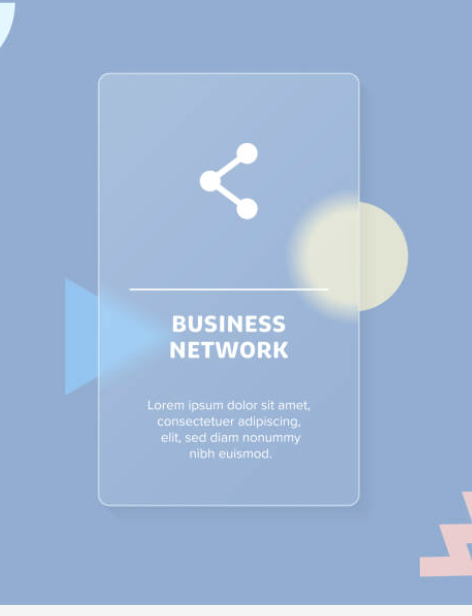 BUSINESS
NETWORK
Lorem ipsum dolor sit amet,
consectetuer adipiscing,
elit, sed diam nonummy
nibh euismod.